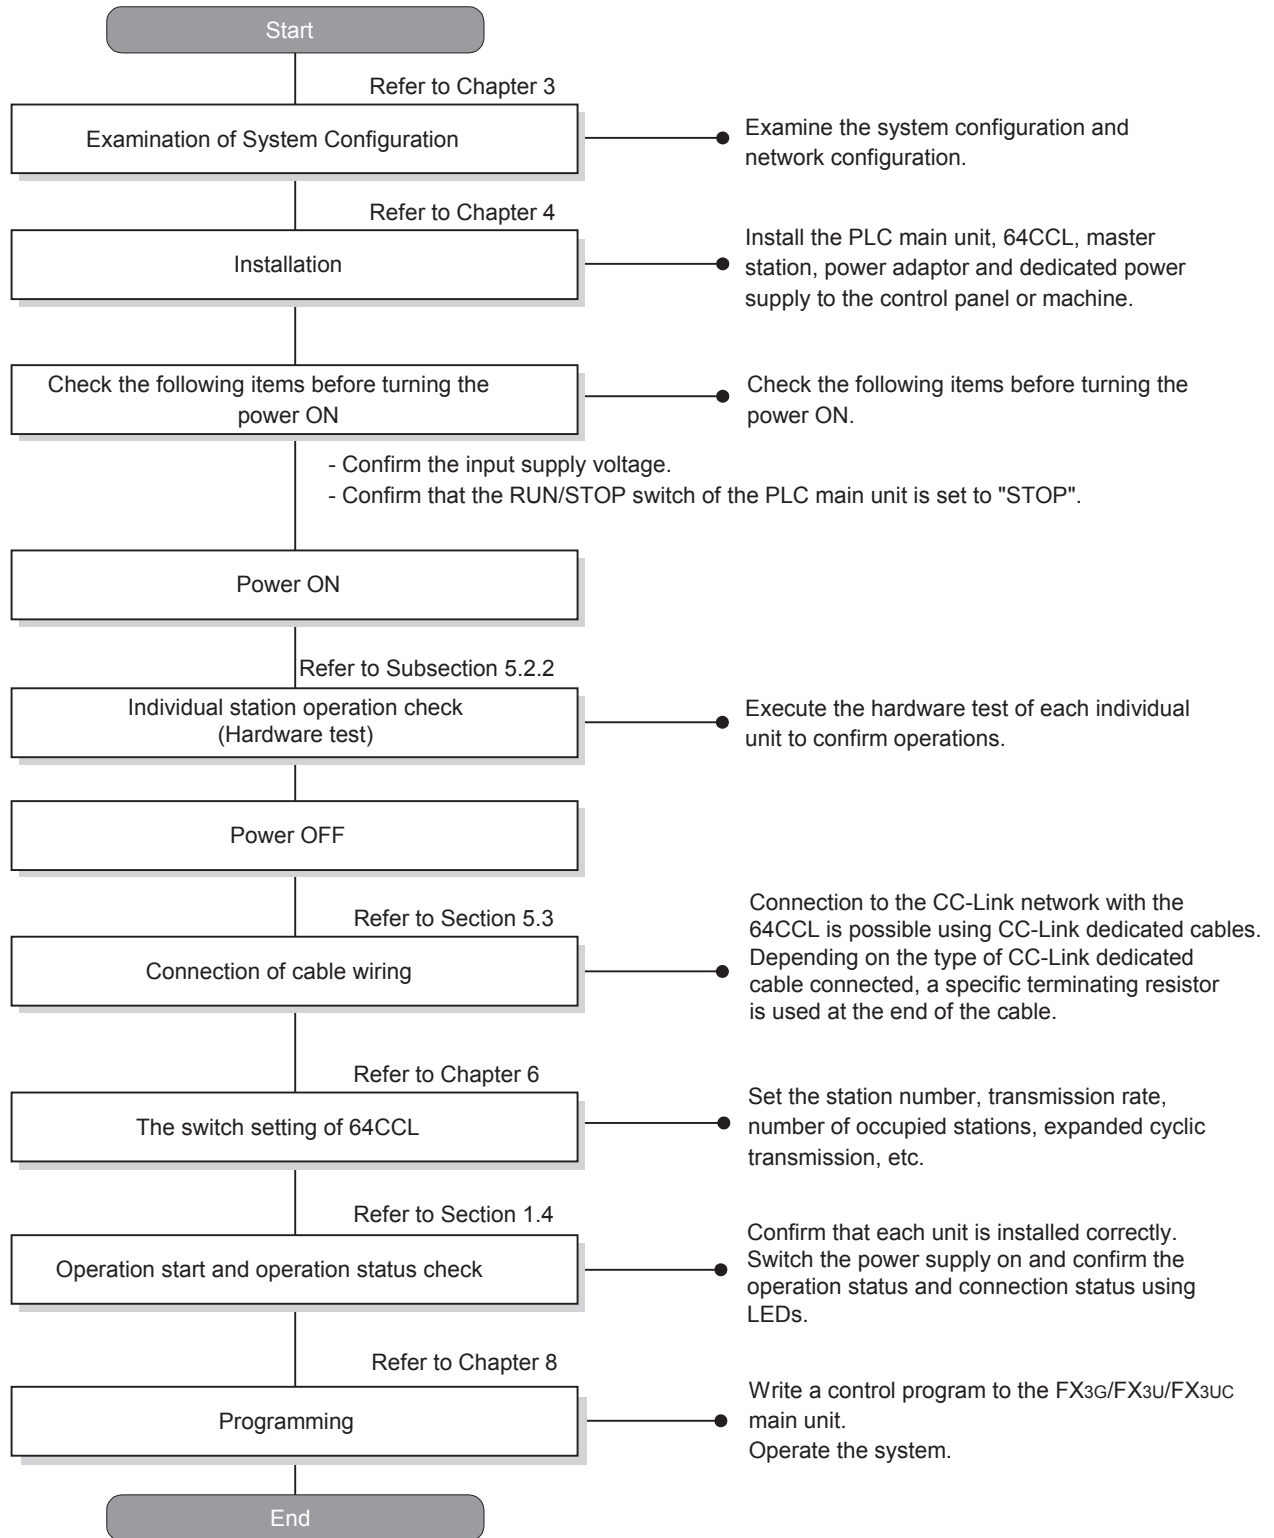 Start
Refer to Chapter 3
Examination of System Configuration
Examine the system configuration and
network configuration.
Refer to Chapter 4
Installation
Install the PLC main unit, 64CCL, master
station, power adaptor and dedicated power
supply to the control panel or machine.
Check the following items before turning the
power ON
Check the following items before turning the
power ON.
- Confirm the input supply voltage.
- Confirm that the RUN/STOP switch of the PLC main unit is set to "STOP".
Power ON
Refer to Subsection 5.2.2
Individual station operation check
(Hardware test)
Execute the hardware test of each individual
unit to confirm operations.
Power OFF
Refer to Section 5.3
Connection of cable wiring
Connection to the CC-Link network with the
64CCL is possible using CC-Link dedicated cables.
Depending on the type of CC-Link dedicated
cable connected, a specific terminating resistor
is used at the end of the cable.
Refer to Chapter 6
The switch setting of 64CCL
Set the station number, transmission rate,
number of occupied stations, expanded cyclic
transmission, etc.
Refer to Section 1.4
Operation start and operation status check
Confirm that each unit is installed correctly.
Switch the power supply on and confirm the
operation status and connection status using
LEDs.
Refer to Chapter 8
Programming
Write a control program to the FX3G/FX3U/FX3UC
main unit.
Operate the system.
End